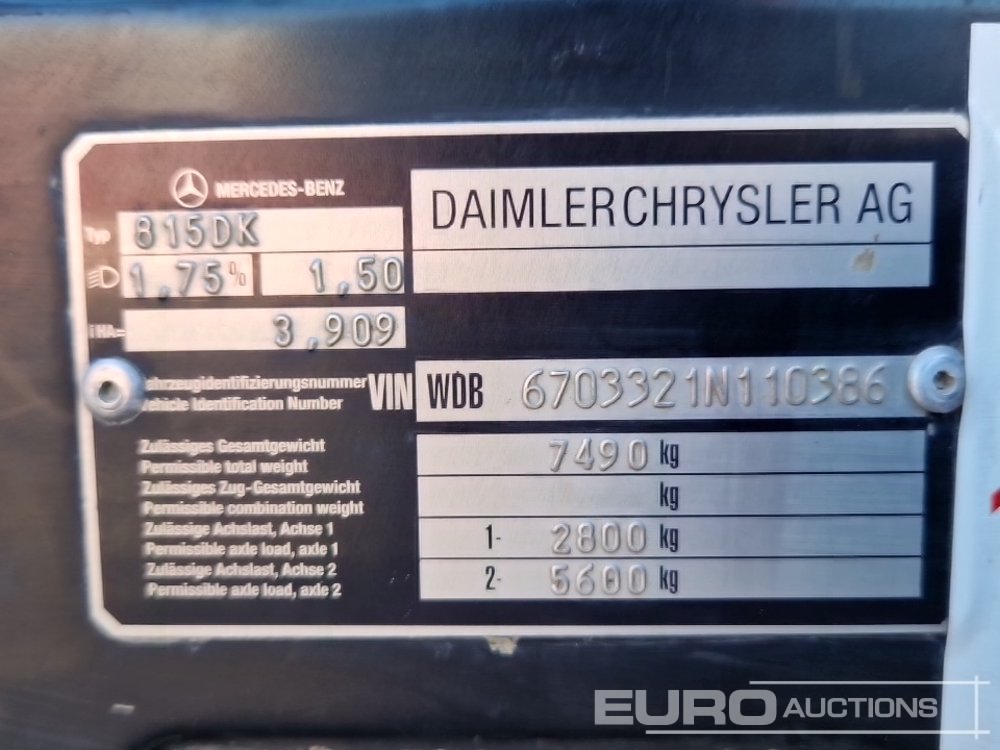 MERCEDES-BENZ
DAIMLERCHRYSLER AG
Typ 815DK
1,75% 1,50
iHA= 3,909
Fahrzeugidentifizierungsnummer
Vehicle Identification Number
VIN WDB 6703321N110386
Zulässiges Gesamtgewicht
Permissible total weight
7490 kg
Zulässiges Zug-Gesamtgewicht
Permissible combination weight
kg
Zulässige Achslast, Achse 1
Permissible axle load, axle 1
1- 2800 kg
Zulässige Achslast, Achse 2
Permissible axle load, axle 2
2- 5600 kg
EURO AUCTIONS